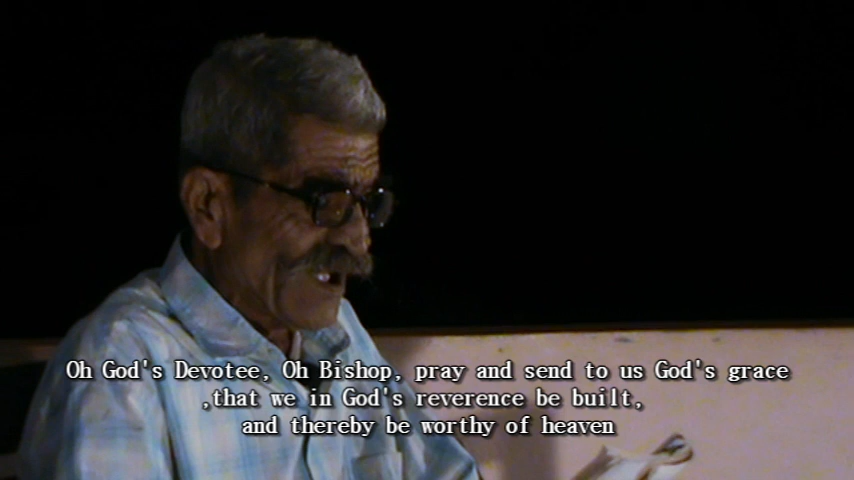 Oh God's Devotee, Oh Bishop, pray and send to us God's grace
,that we in God's reverence be built,
and thereby be worthy of heaven